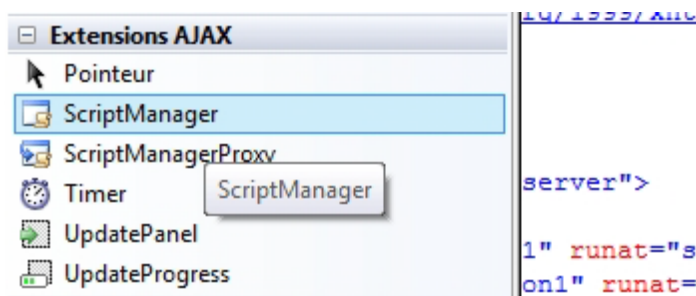 Extensions AJAX
Pointeur
ScriptManager
ScriptManagerProxy
Timer
ScriptManager
UpdatePanel
UpdateProgress
server">
1" runat="s
on1" runat=